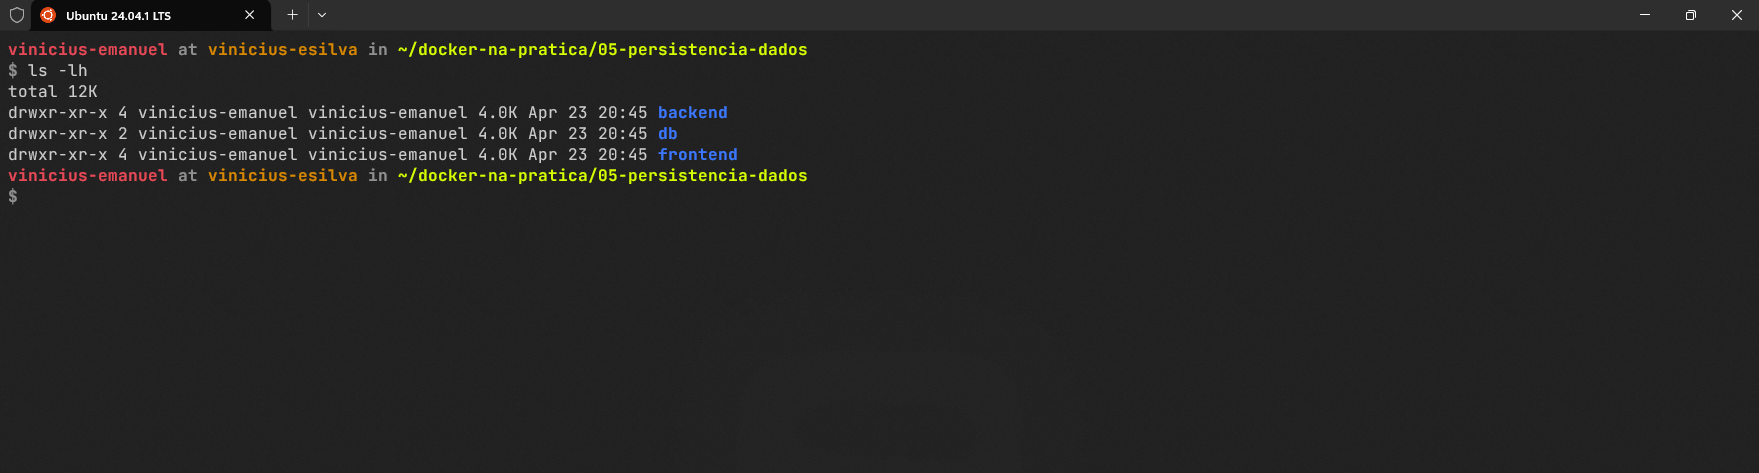 Ubuntu 24.04.1 LTS
vinicius-emanuel at vinicius-esilva in ~/docker-na-pratica/05-persistencia-dados
$ ls -lh
total 12K
drwxr-xr-x 4 vinicius-emanuel vinicius-emanuel 4.0K Apr 23 20:45 backend
drwxr-xr-x 2 vinicius-emanuel vinicius-emanuel 4.0K Apr 23 20:45 db
drwxr-xr-x 4 vinicius-emanuel vinicius-emanuel 4.0K Apr 23 20:45 frontend
vinicius-emanuel at vinicius-esilva in ~/docker-na-pratica/05-persistencia-dados
$